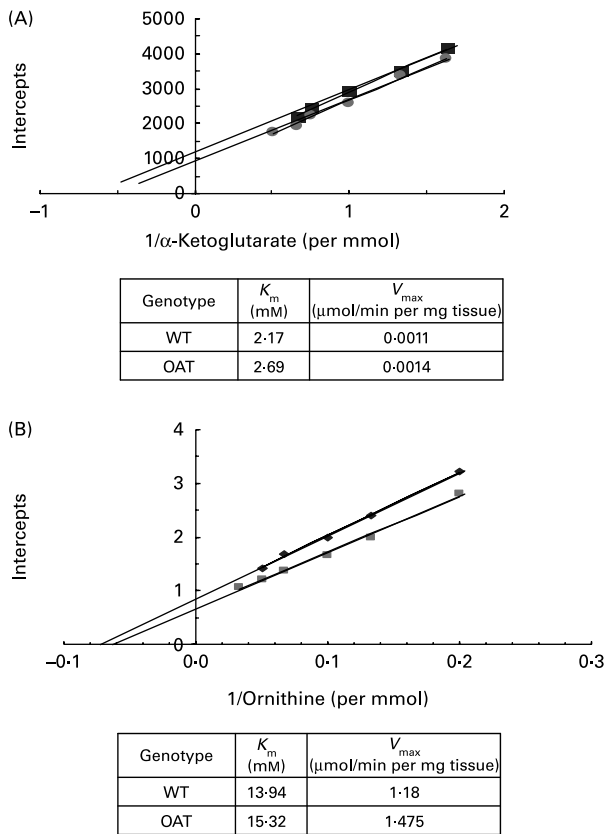 (A)
5000
4000
3000
2000
1000
0
Intercepts
−1 0 1 2
1/α-Ketoglutarate (per mmol)
Genotype Km (mM) Vmax (μmol/min per mg tissue)
WT 2·17 0·0011
OAT 2·69 0·0014
(B)
4
3
2
1
0
Intercepts
−0·1 0·0 0·1 0·2 0·3
1/Ornithine (per mmol)
Genotype Km (mM) Vmax (μmol/min per mg tissue)
WT 13·94 1·18
OAT 15·32 1·475